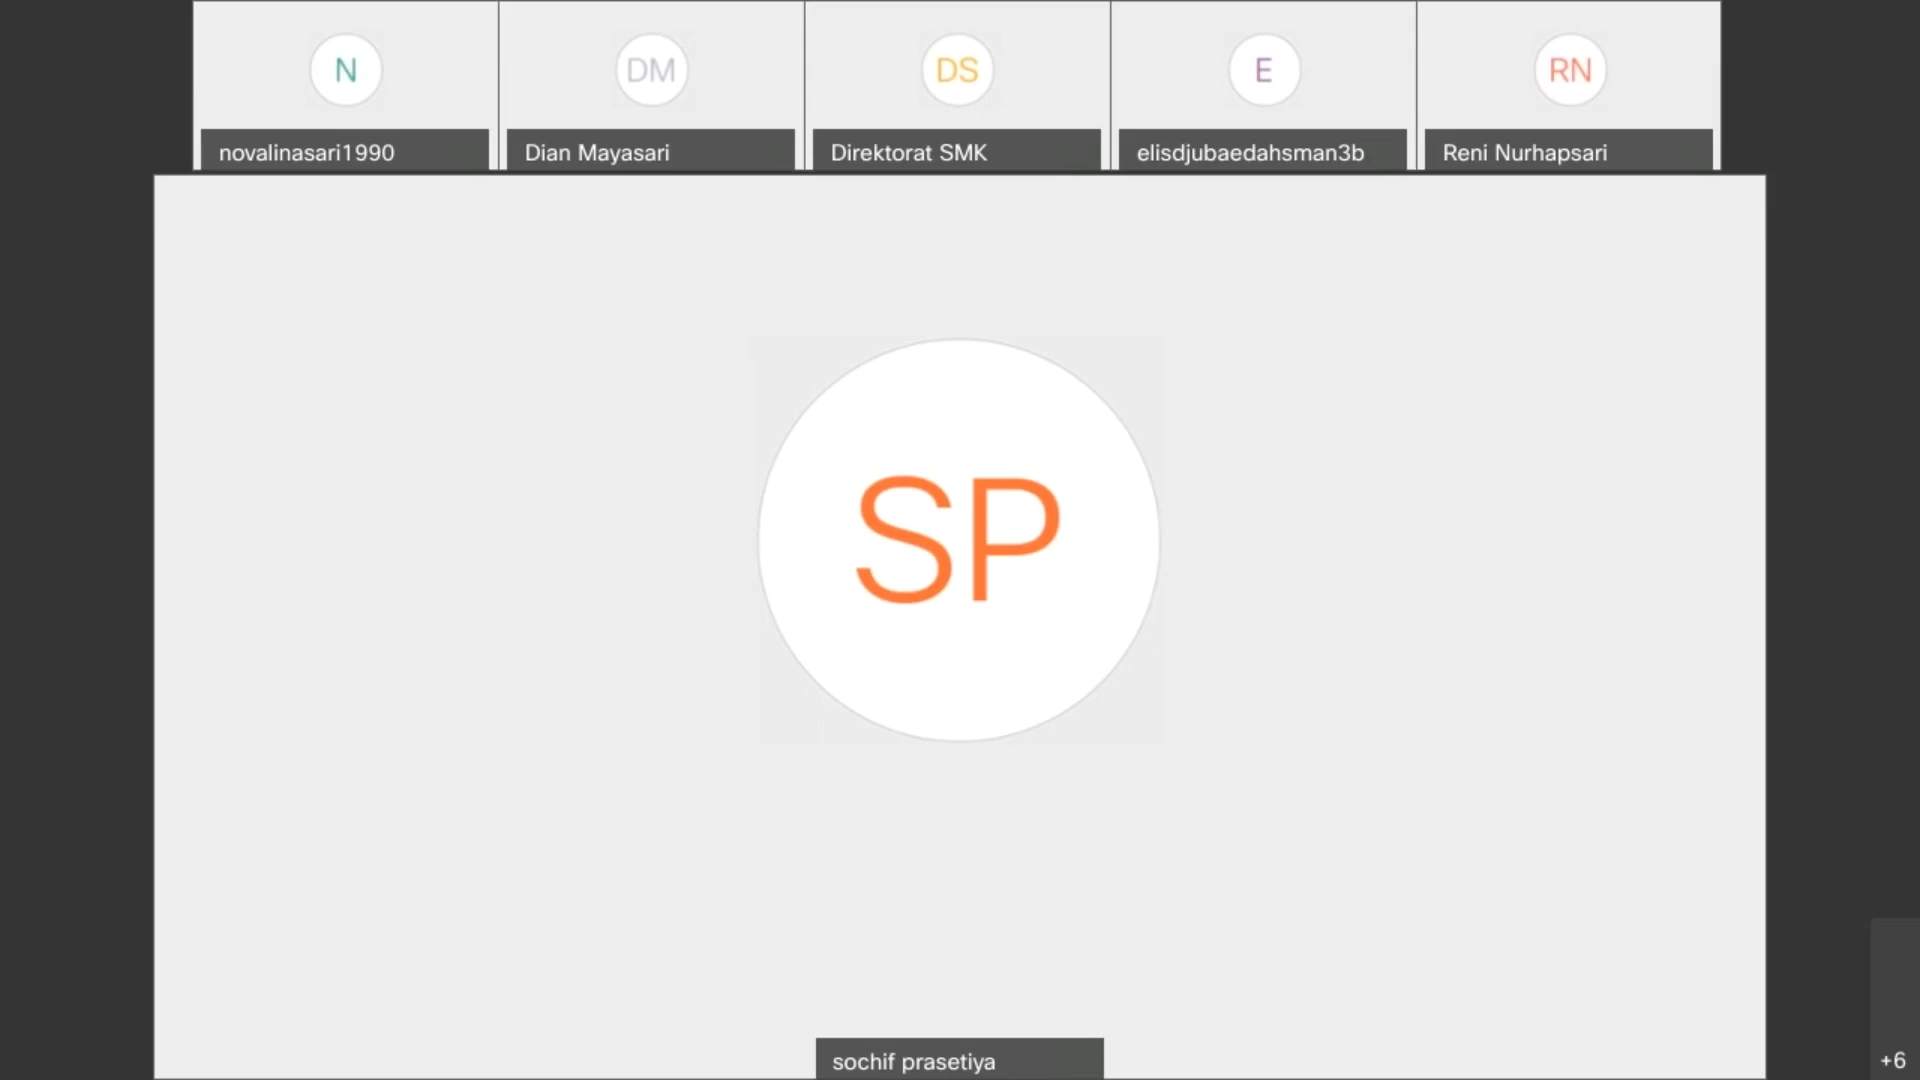 N
novalinasari1990
DM
Dian Mayasari
DS
Direktorat SMK
E
elisdjubaedahsman3b
RN
Reni Nurhapsari
SP
sochif prasetiya
+6